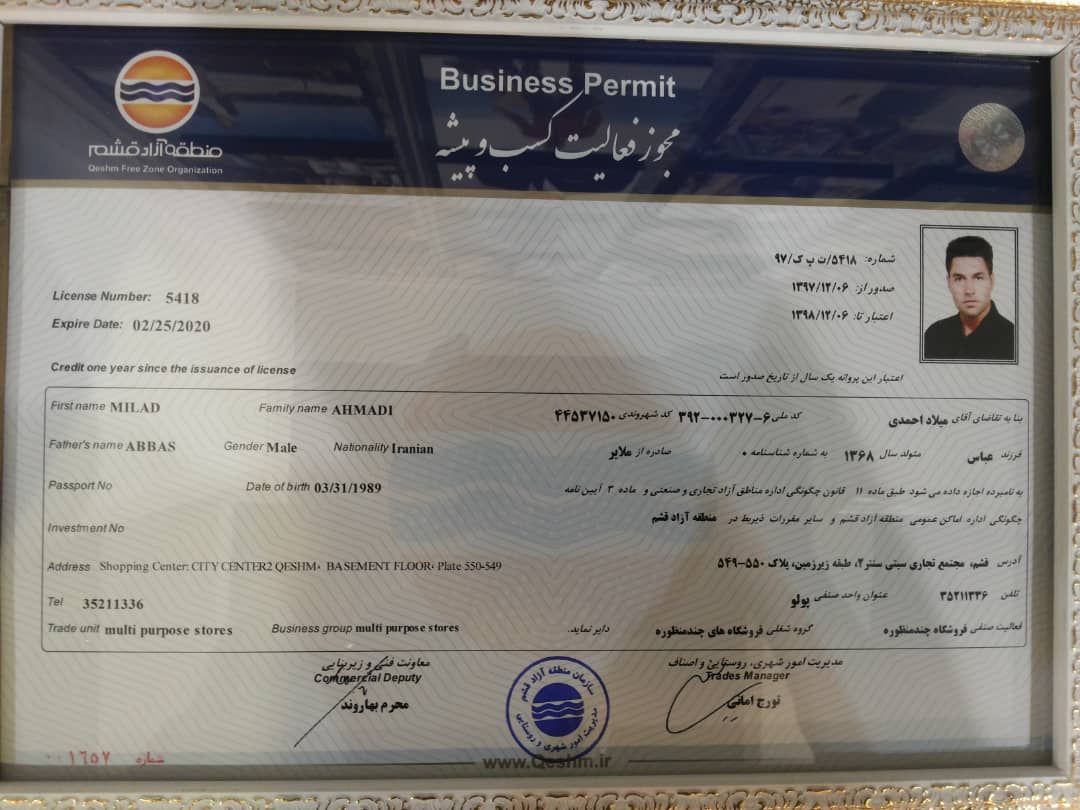 Business Permit
مجوز فعالیت کسب و پیشه
منطقه آزاد قشم
Qeshm Free Zone Organization
شماره: ۵۴۱۸/ت پ ک/۹۷
صدور از: ۱۳۹۷/۱۲/۰۶
اعتبار تا: ۱۳۹۸/۱۲/۰۶
License Number: 5418
Expire Date: 02/25/2020
Credit one year since the issuance of license
اعتبار این پروانه یک سال از تاریخ صدور است
First name MILAD Family name AHMADI
بنا به تقاضای آقای میلاد احمدی کد ملی ۶-۰۰۰۳۲۷-۳۹۲ کد شهروندی ۴۴۵۳۷۱۵۰
Father's name ABBAS Gender Male Nationality Iranian
فرزند عباس متولد سال ۱۳۶۸ به شماره شناسنامه ۰ صادره از ملایر
Passport No Date of birth 03/31/1989
به نامبرده اجازه داده می شود طبق ماده ۱۱ قانون چگونگی اداره مناطق آزاد تجاری و صنعتی و ماده ۳ آیین نامه
Investment No
چگونگی اداره اماکن عمومی منطقه آزاد قشم و سایر مقررات ذیربط در منطقه آزاد قشم
Address Shopping Center: CITY CENTER2 QESHM، BASEMENT FLOOR، Plate 550-549
آدرس قشم، مجتمع تجاری سیتی سنتر۲، طبقه زیرزمین، پلاک ۵۵۰-۵۴۹
Tel 35211336
تلفن ۳۵۲۱۱۳۳۶ عنوان واحد صنفی پولو
Trade unit multi purpose stores Business group multi purpose stores
فعالیت صنفی فروشگاه چندمنظوره گروه شغلی فروشگاه های چندمنظوره دایر نماید.
مدیریت امور شهری، روستایی و اصناف
Trades Manager
تورج امانی
معاونت فنی و زیربنایی
Commercial Deputy
محرم بهاروند
سازمان منطقه آزاد قشم
مدیریت امور شهری و روستایی
www.Qeshm.ir
شماره ۰۰۱۶۵۷